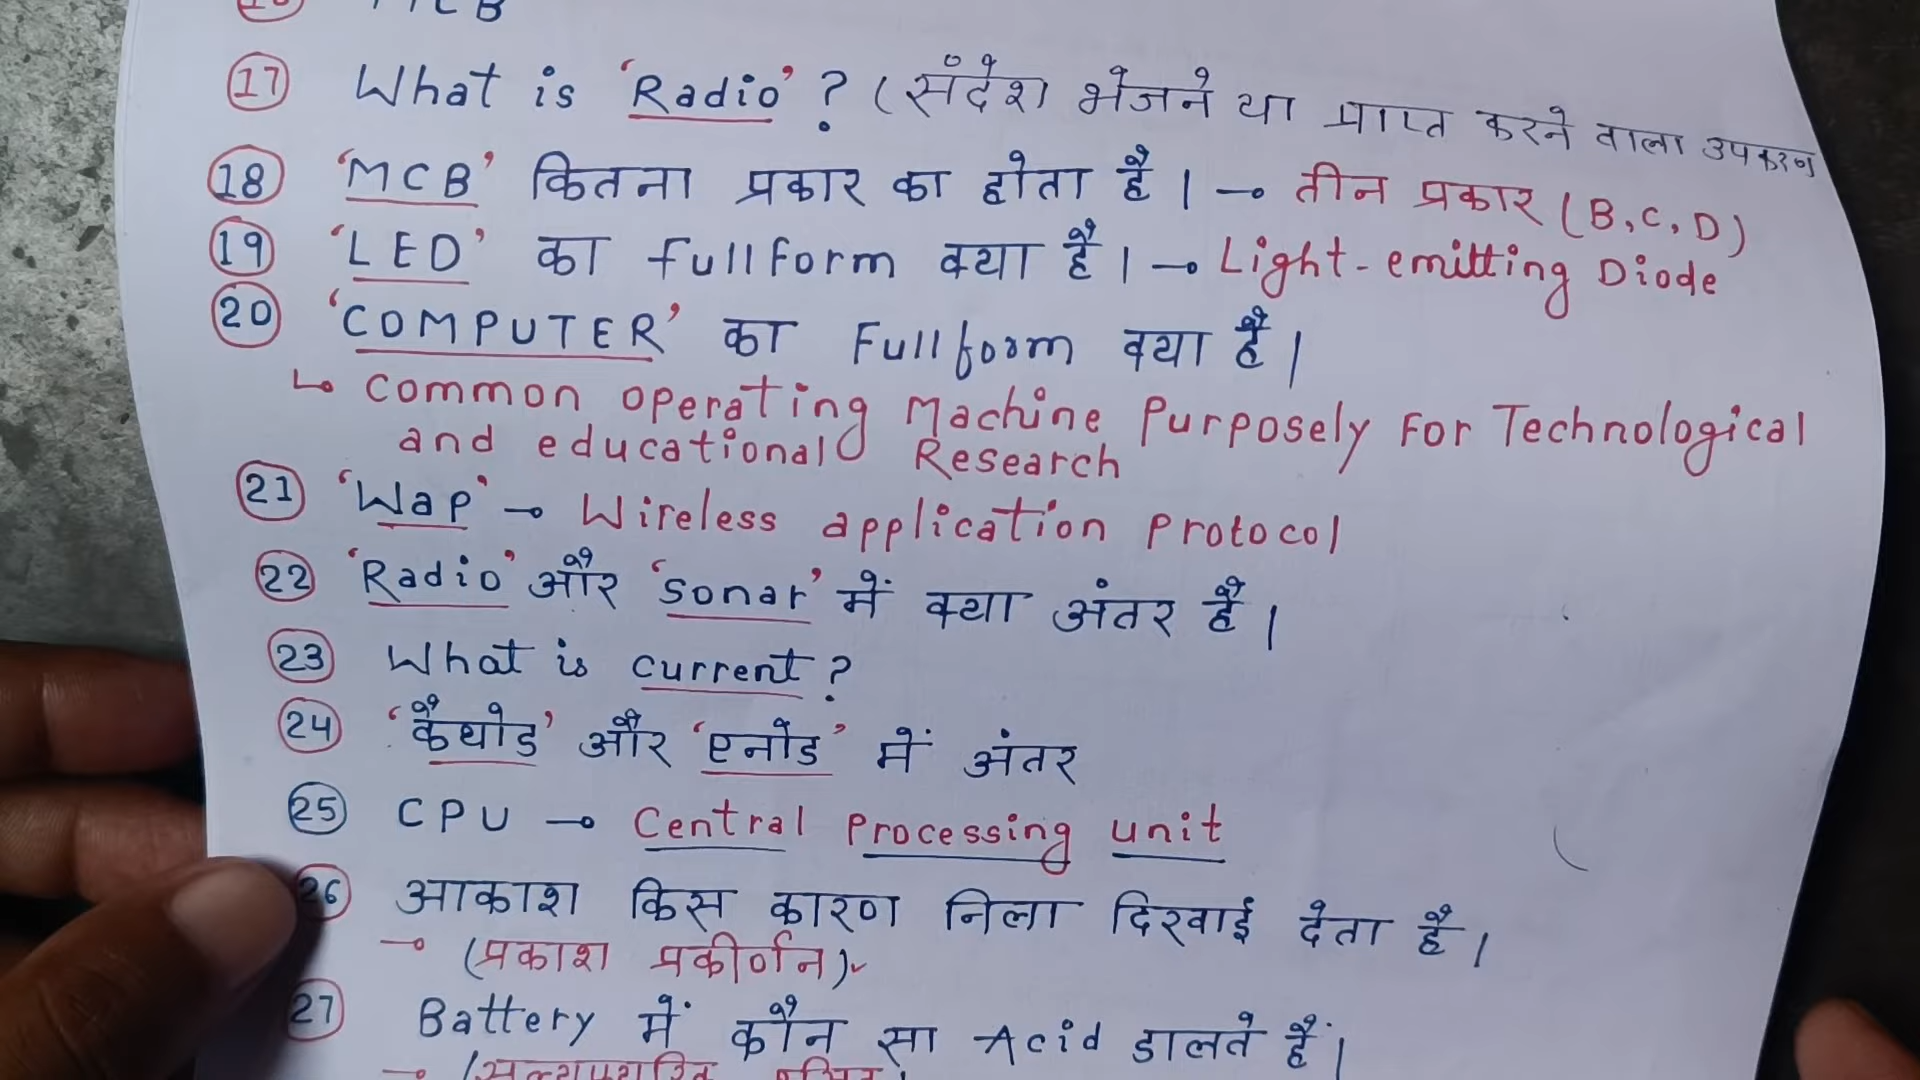 MCB
17 What is 'Radio' ? (संदेश भेजने या प्राप्त करने वाला उपकरण
18 'MCB' कितना प्रकार का होता है । → तीन प्रकार (B, C, D)
19 'LED' का fullform क्या है । → Light-emitting Diode
20 'COMPUTER' का Fullform क्या है ।
↳ Common operating Machine Purposely For Technological
and educational Research
21 'Wap' → Wireless application Protocol
22 'Radio' और 'Sonar' में क्या अंतर है ।
23 What is current ?
24 'कैथोड' और 'एनोड' में अंतर
25 CPU → Central Processing unit
26 आकाश किस कारण निला दिखाई देता है ।
→ (प्रकाश प्रकीर्णन)
27 Battery में कौन सा Acid डालते हैं ।